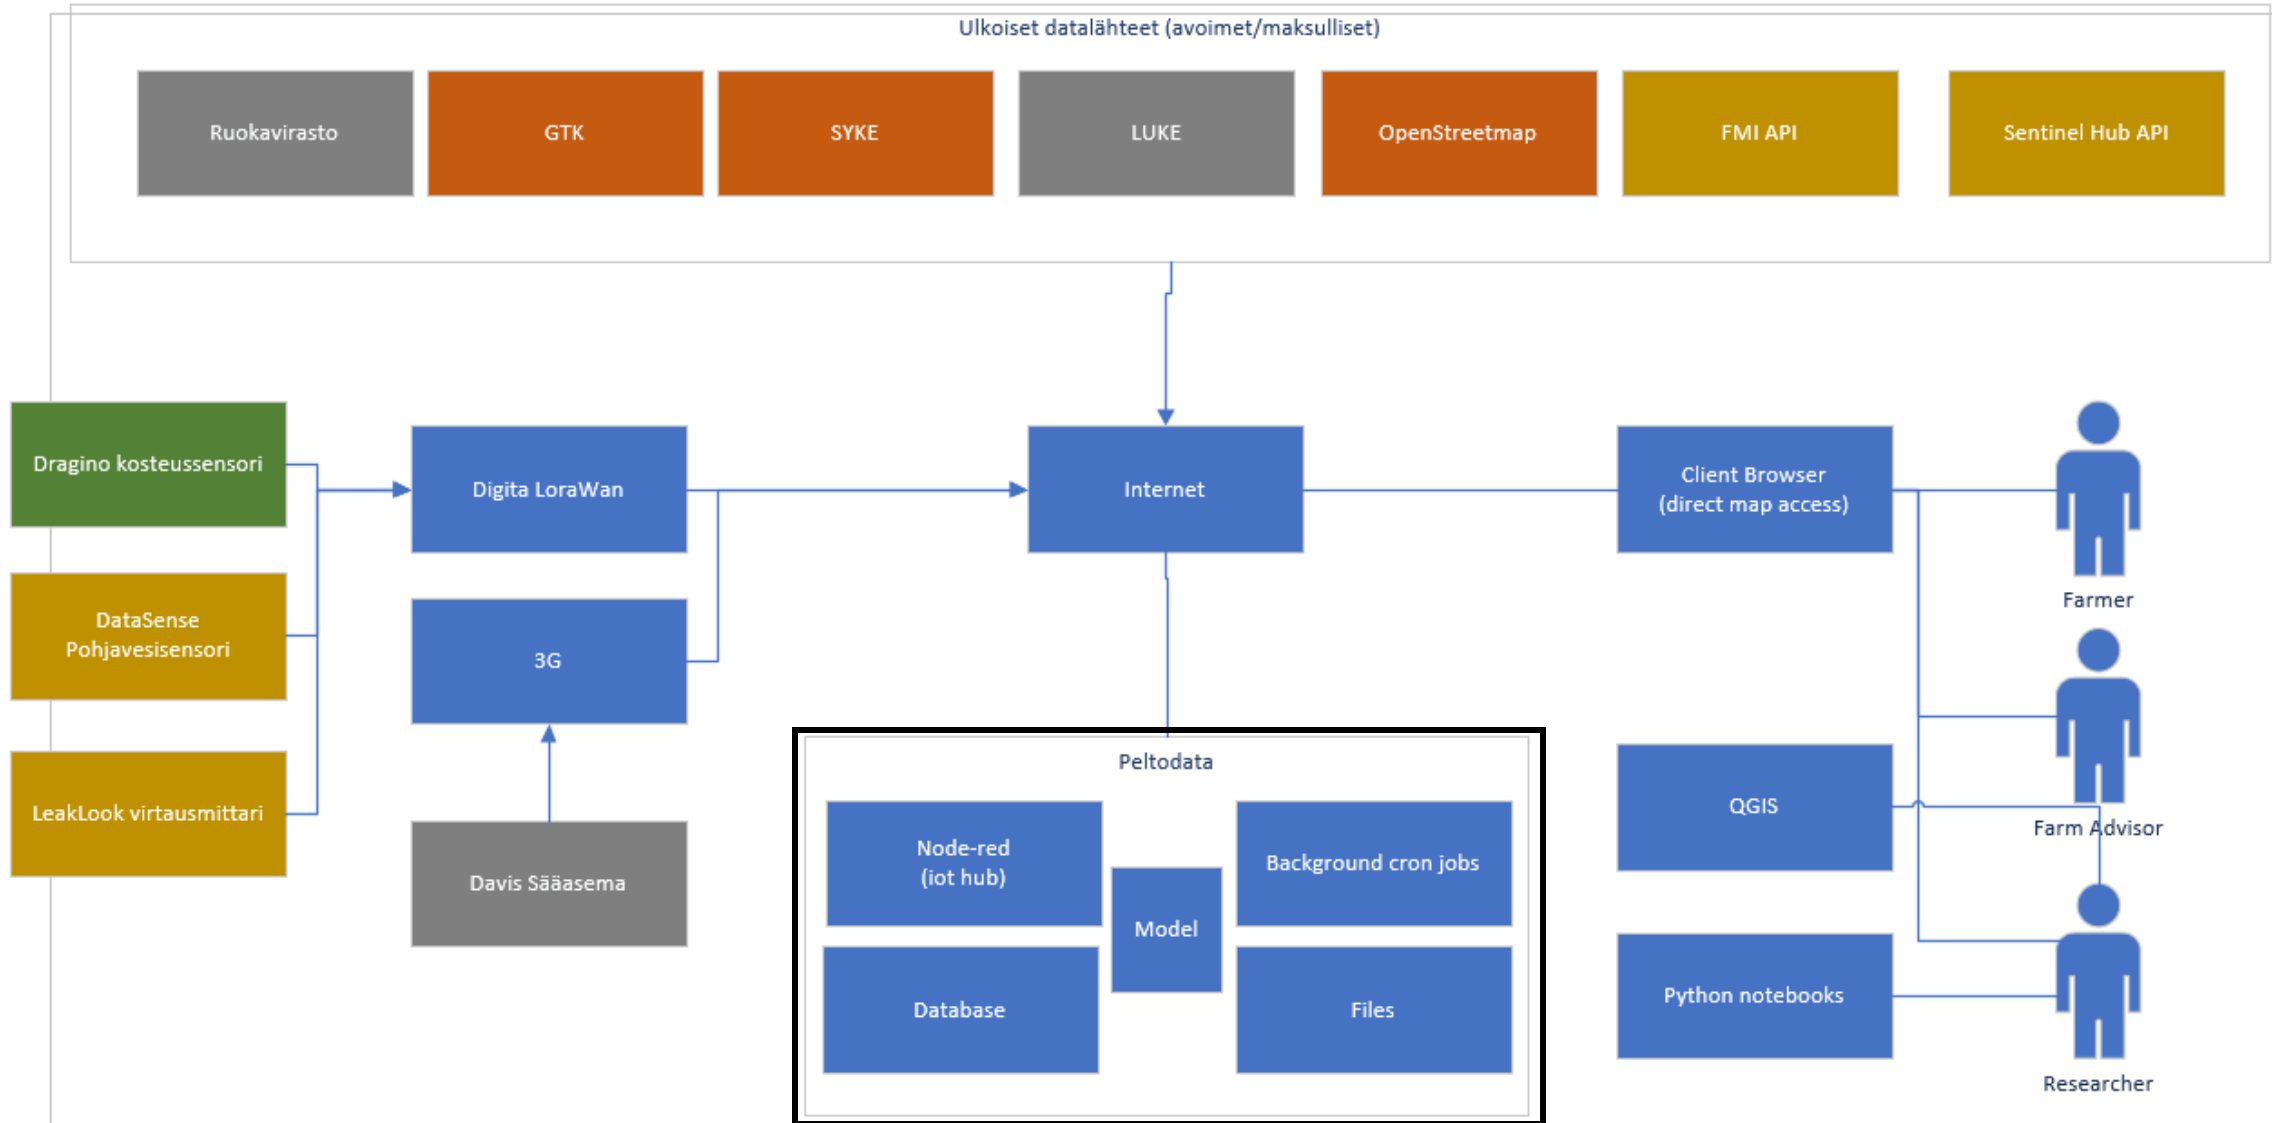 Ulkoiset datalähteet (avoimet/maksulliset)
Ruokavirasto
GTK
SYKE
LUKE
OpenStreetmap
FMI API
Sentinel Hub API
Dragino kosteussensori
Digita LoraWan
Internet
Client Browser
(direct map access)
Farmer
DataSense
Pohjavesisensori
3G
LeakLook virtausmittari
Davis Sääasema
Peltodata
Node-red
(iot hub)
Background cron jobs
Model
Database
Files
QGIS
Farm Advisor
Python notebooks
Researcher